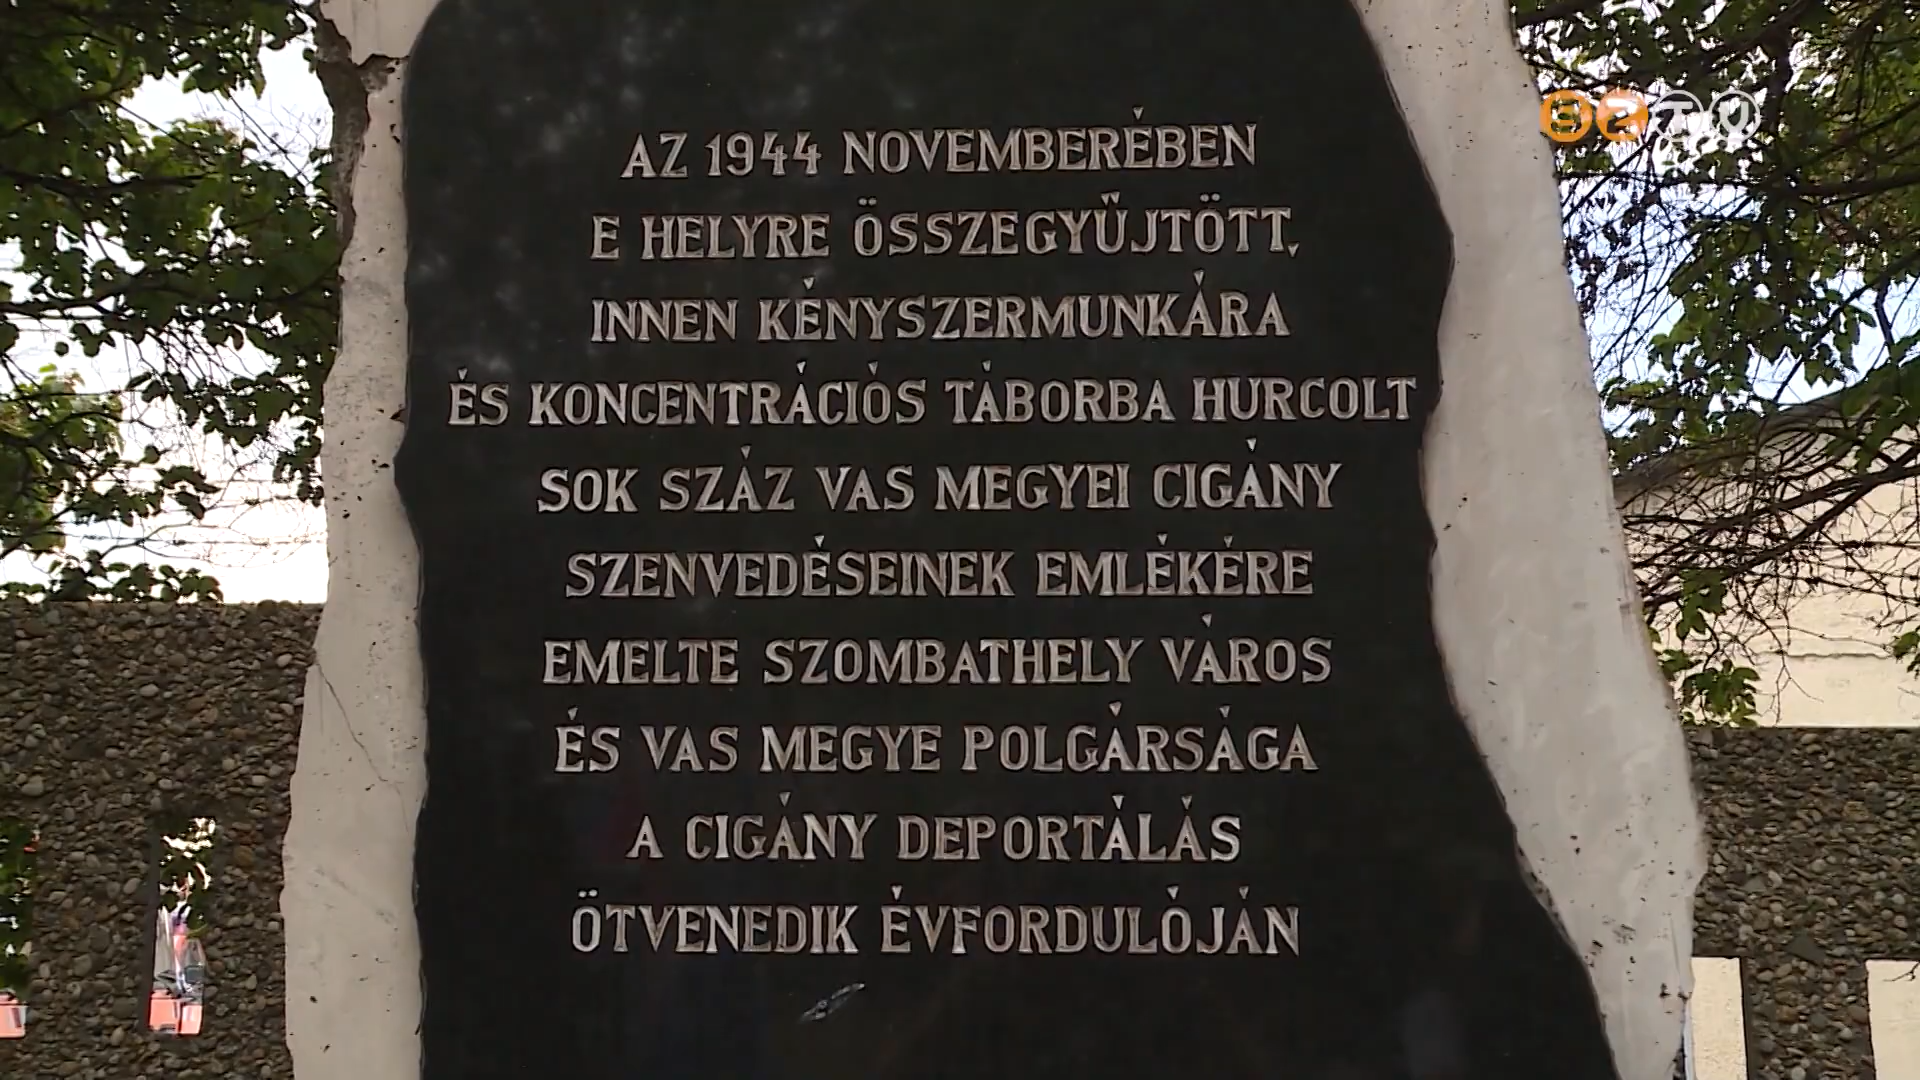 SZTV
AZ 1944 NOVEMBERÉBEN
E HELYRE ÖSSZEGYŰJTÖTT,
INNEN KÉNYSZERMUNKÁRA
ÉS KONCENTRÁCIÓS TÁBORBA HURCOLT
SOK SZÁZ VAS MEGYEI CIGÁNY
SZENVEDÉSEINEK EMLÉKÉRE
EMELTE SZOMBATHELY VÁROS
ÉS VAS MEGYE POLGÁRSÁGA
A CIGÁNY DEPORTÁLÁS
ÖTVENEDIK ÉVFORDULÓJÁN